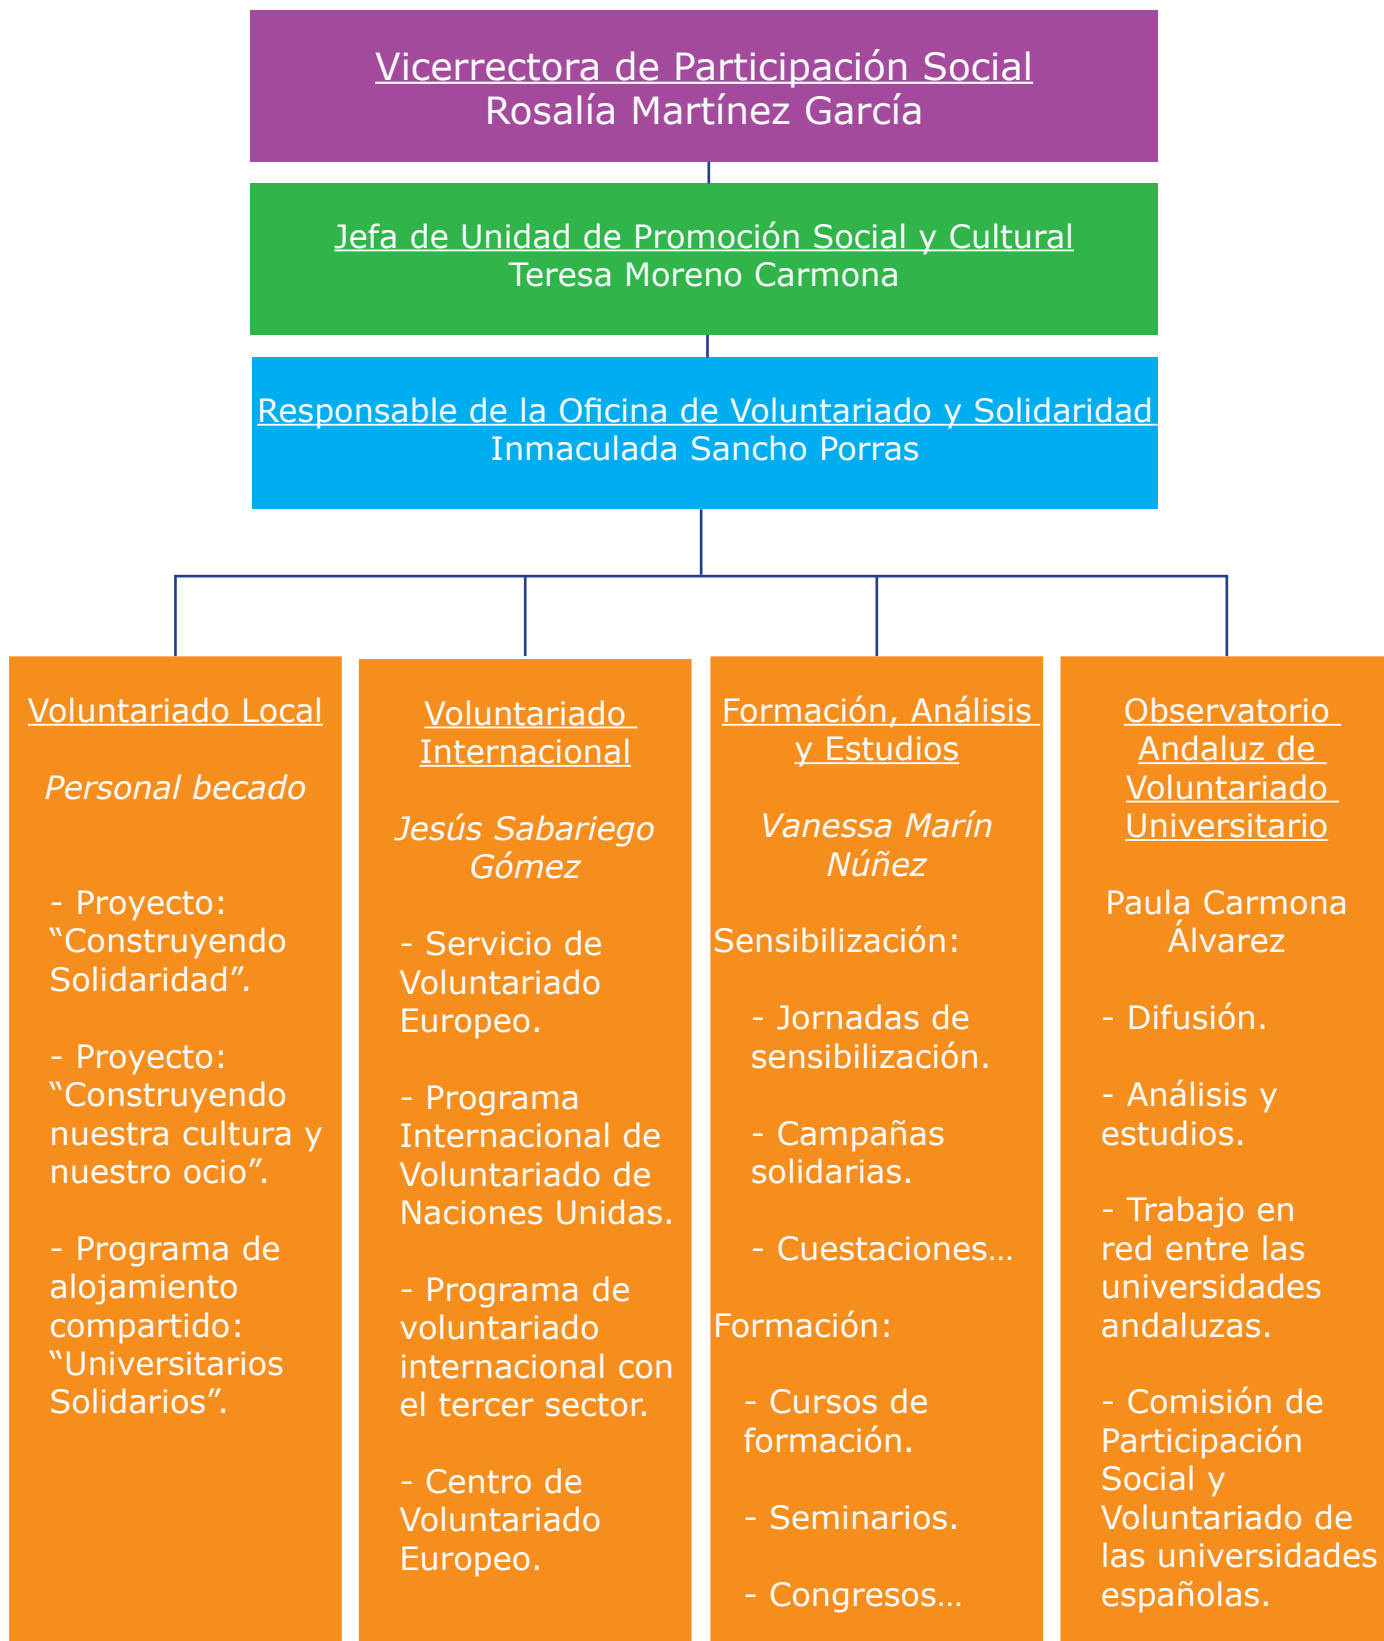 Vicerrectora de Participación Social
Rosalía Martínez García
Jefa de Unidad de Promoción Social y Cultural
Teresa Moreno Carmona
Responsable de la Oficina de Voluntariado y Solidaridad
Inmaculada Sancho Porras
Voluntariado Local
Personal becado
- Proyecto:
“Construyendo
Solidaridad”.
- Proyecto:
“Construyendo
nuestra cultura y
nuestro ocio”.
- Programa de
alojamiento
compartido:
“Universitarios
Solidarios”.
Voluntariado
Internacional
Jesús Sabariego
Gómez
- Servicio de
Voluntariado
Europeo.
- Programa
Internacional de
Voluntariado de
Naciones Unidas.
- Programa de
voluntariado
internacional con
el tercer sector.
- Centro de
Voluntariado
Europeo.
Formación, Análisis
y Estudios
Vanessa Marín
Núñez
Sensibilización:
- Jornadas de
sensibilización.
- Campañas
solidarias.
- Cuestaciones…
Formación:
- Cursos de
formación.
- Seminarios.
- Congresos…
Observatorio
Andaluz de
Voluntariado
Universitario
Paula Carmona
Álvarez
- Difusión.
- Análisis y
estudios.
- Trabajo en
red entre las
universidades
andaluzas.
- Comisión de
Participación
Social y
Voluntariado de
las universidades
españolas.